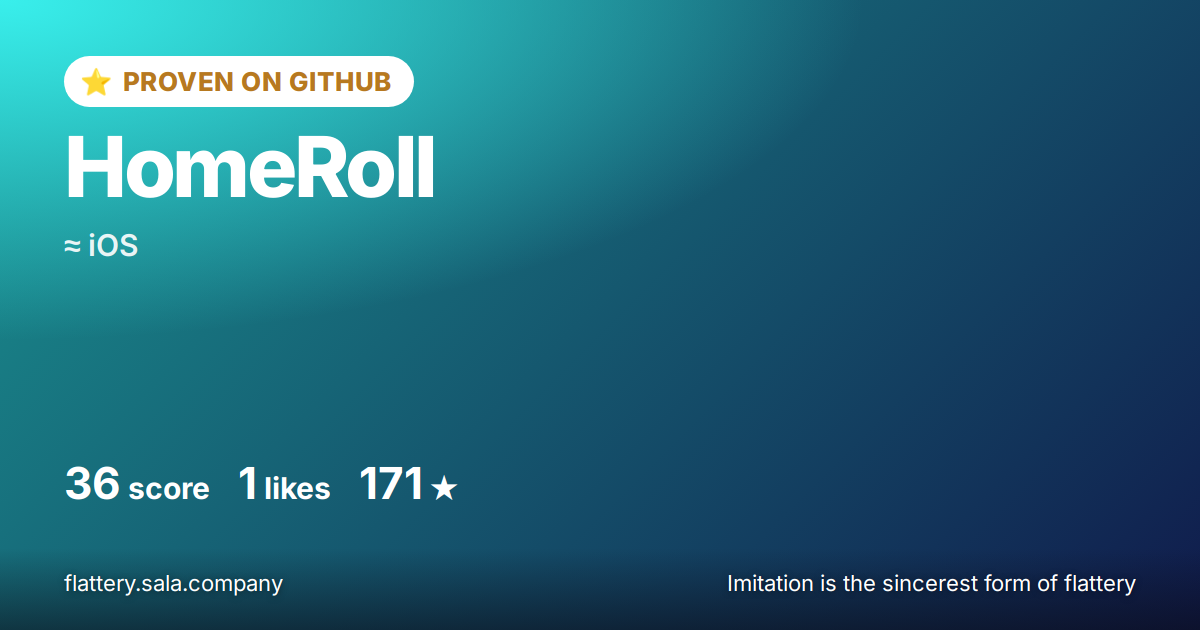 ⭐ PROVEN ON GITHUB
HomeRoll
≈ iOS
36 score 1 likes 171 ★
flattery.sala.company
Imitation is the sincerest form of flattery